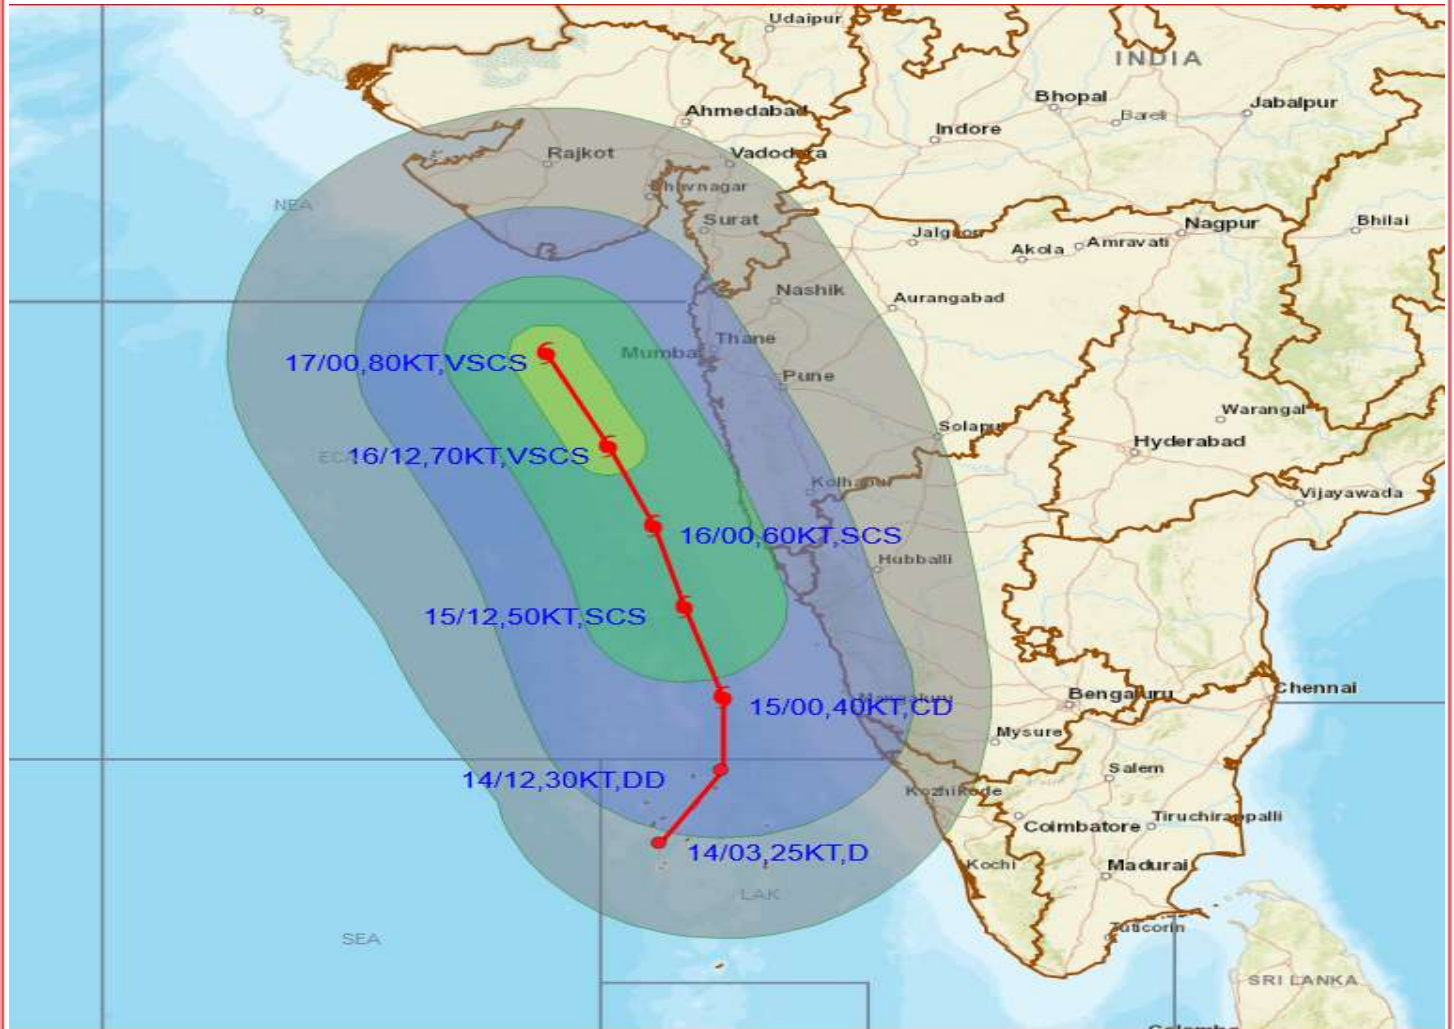 Udaipur
INDIA
Bhopal
Jabalpur
Ahmedabad
Bareli
Indore
Rajkot
Vadodara
NEA
Surat
Nagpur
Bhilai
Jalgaon
Akola
Amravati
Nashik
Aurangabad
Thane
Mumbai
17/00,80KT,VSCS
Pune
Warangal
Solapur
Hyderabad
16/12,70KT,VSCS
Kolhapur
Vijayawada
16/00,60KT,SCS
Hubballi
15/12,50KT,SCS
Mangaluru
Bengaluru
Chennai
15/00,40KT,CD
Mysure
Salem
14/12,30KT,DD
Kozhikode
Coimbatore
Tiruchirappalli
14/03,25KT,D
Kochi
Madurai
LAK
Tuticorin
SEA
SRI LANKA